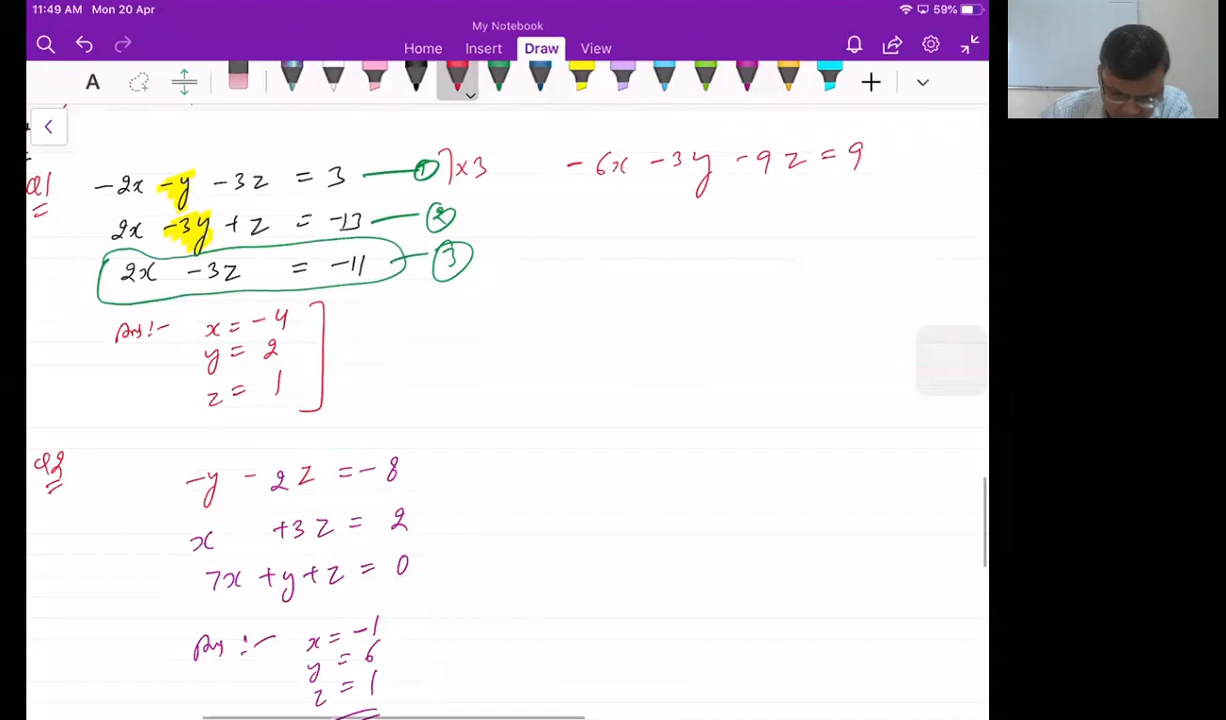 11:49 AM Mon 20 Apr
59%
My Notebook
Home Insert Draw View
A
Q1
-2x -y -3z = 3 ① ] x3
-6x -3y -9z = 9
2x -3y + z = -13 ②
2x -3z = -11 ③
Ans:- x = -4
y = 2
z = 1
Q2
-y - 2z = -8
x +3z = 2
7x + y + z = 0
Ans:- x = -1
y = 6
z = 1